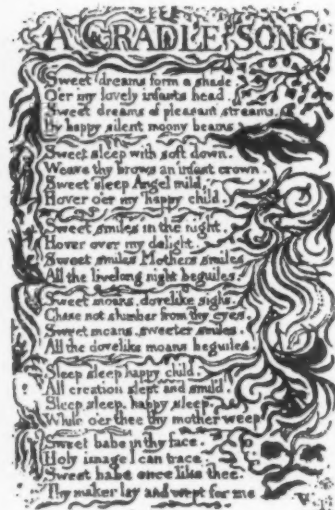 A CRADLE SONG
Sweet dreams form a shade
Oer my lovely infants head.
Sweet dreams of pleasant streams,
By happy silent moony beams
Sweet sleep with soft down.
Weave thy brows an infant crown.
Sweet sleep Angel mild,
Hover oer my happy child.
Sweet smiles in the night,
Hover over my delight.
Sweet smiles Mothers smiles
All the livelong night beguiles.
Sweet moans, dovelike sighs,
Chase not slumber from thy eyes,
Sweet moans, sweeter smiles,
All the dovelike moans beguiles.
Sleep sleep happy child.
All creation slept and smil'd.
Sleep sleep, happy sleep,
While oer thee thy mother weep
Sweet babe in thy face,
Holy image I can trace.
Sweet babe once like thee.
Thy maker lay and wept for me